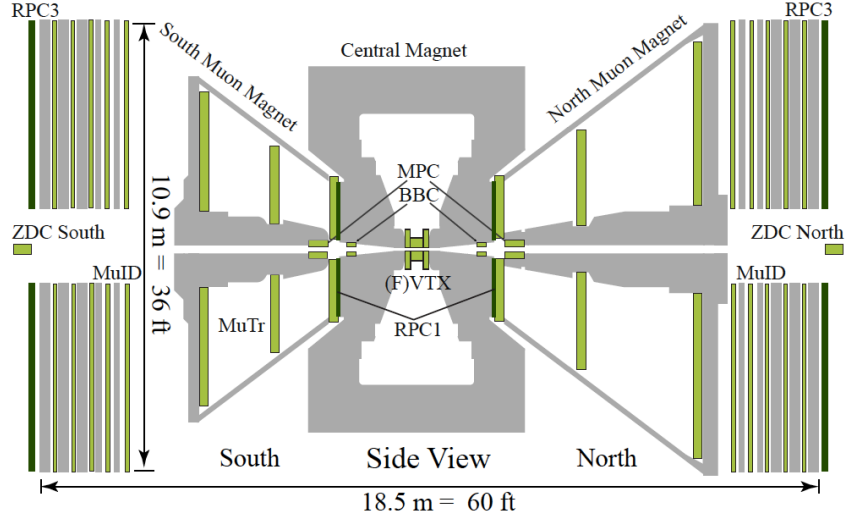 RPC3
RPC3
South Muon Magnet
Central Magnet
North Muon Magnet
MPC
BBC
10.9 m = 36 ft
ZDC South
ZDC North
MuID
MuID
(F)VTX
MuTr
RPC1
South
Side View
North
18.5 m = 60 ft